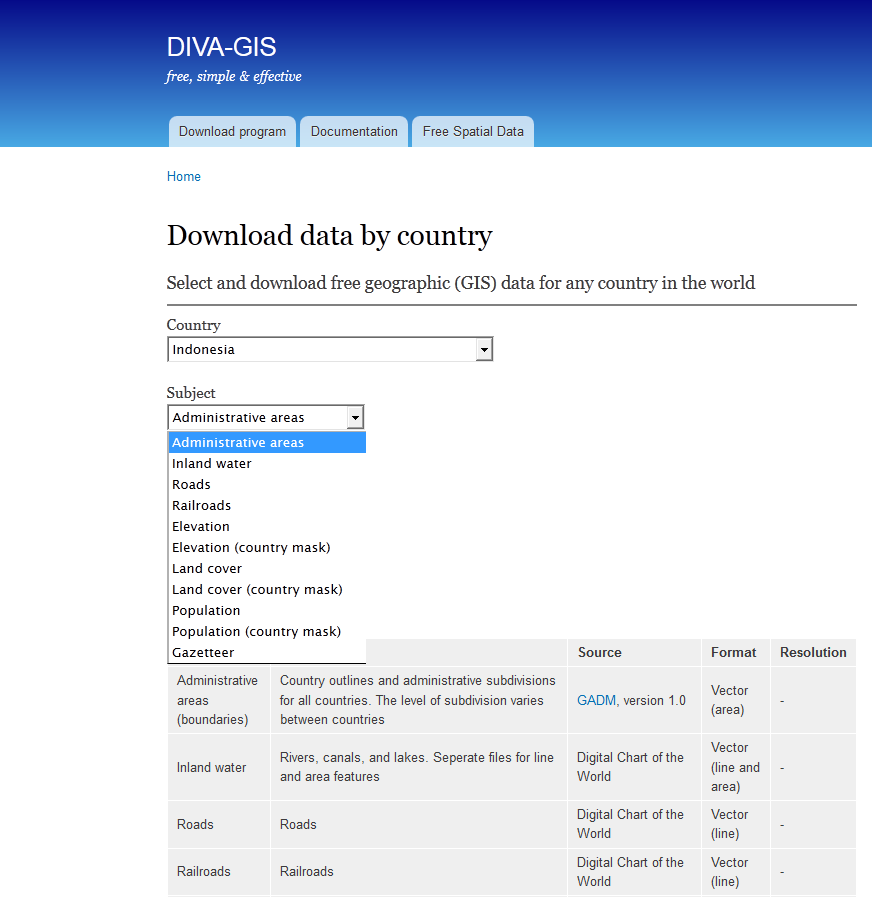 DIVA-GIS
free, simple & effective
Download program
Documentation
Free Spatial Data
Home
Download data by country
Select and download free geographic (GIS) data for any country in the world
Country
Indonesia
Subject
Administrative areas
Administrative areas
Inland water
Roads
Railroads
Elevation
Elevation (country mask)
Land cover
Land cover (country mask)
Population
Population (country mask)
Gazetteer
Source
Format
Resolution
Administrative
areas
(boundaries)
Country outlines and administrative subdivisions
for all countries. The level of subdivision varies
between countries
GADM, version 1.0
Vector
(area)
-
Inland water
Rivers, canals, and lakes. Seperate files for line
and area features
Digital Chart of the
World
Vector
(line and
area)
-
Roads
Roads
Digital Chart of the
World
Vector
(line)
-
Railroads
Railroads
Digital Chart of the
World
Vector
(line)
-